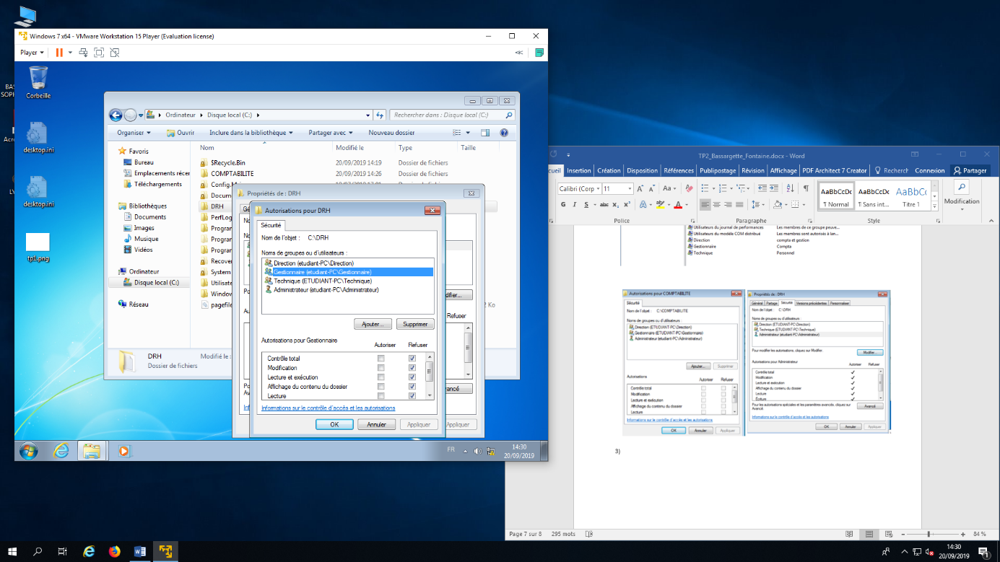 Windows 7 x64 - VMware Workstation 15 Player (Evaluation license)
Player
Corbeille
desktop.ini
desktop.ini
tp1.png
BAS
SOPH
Acro
LY
Ordinateur
Disque local (C:)
Rechercher dans : Disque local (C:)
Organiser
Ouvrir
Inclure dans la bibliothèque
Partager avec
Nouveau dossier
Favoris
Bureau
Emplacements récen
Téléchargements
Bibliothèques
Documents
Images
Musique
Vidéos
Ordinateur
Disque local (C:)
Réseau
Nom
Modifié le
Type
Taille
$Recycle.Bin
20/09/2019 14:19
Dossier de fichiers
COMPTABILITE
20/09/2019 14:26
Dossier de fichiers
Config.M
Docum
DRH
PerfLog
Program
Program
Program
Recover
System
Utilisate
Window
pagefile
2 Ko
DRH
Modifié le :
Dossier de fichiers
Propriétés de : DRH
difier...
Refuser
ancé
Appliquer
Autorisations pour DRH
Sécurité
Nom de l'objet :
C:\DRH
Noms de groupes ou d'utilisateurs :
Direction (etudiant-PC\Direction)
Gestionnaire (etudiant-PC\Gestionnaire)
Technique (ETUDIANT-PC\Technique)
Administrateur (etudiant-PC\Administrateur)
Ajouter...
Supprimer
Autorisations pour Gestionnaire
Autoriser
Refuser
Contrôle total
Modification
Lecture et exécution
Affichage du contenu du dossier
Lecture
Informations sur le contrôle d'accès et les autorisations
OK
Annuler
Appliquer
FR
14:30
20/09/2019
TP2_Bassargette_Fontaine.docx - Word
cueil
Insertion
Création
Disposition
Références
Publipostage
Révision
Affichage
PDF Architect 7 Creator
Recherch
Connexion
Partager
Calibri (Corp
11
Aa
G I S abc x₂ x²
Police
Paragraphe
AaBbCcDc
¶ Normal
AaBbCcDc
¶ Sans int...
AaBbCc
Titre 1
Style
Modification
Utilisateurs du journal de performances
Les membres de ce groupe peuve...
Utilisateurs du modèle COM distribué
Les membres sont autorisés à lan...
Direction
compta et gestion
Gestionnaire
Compta
Technique
Personnel
Autorisations pour COMPTABILITE
Sécurité
Nom de l'objet :
C:\COMPTABILITE
Noms de groupes ou d'utilisateurs :
Direction (ETUDIANT-PC\Direction)
Gestionnaire (ETUDIANT-PC\Gestionnaire)
Administrateur (etudiant-PC\Administrateur)
Ajouter...
Supprimer
Autorisations
Autoriser
Refuser
Contrôle total
Modification
Lecture et exécution
Affichage du contenu du dossier
Lecture
Informations sur le contrôle d'accès et les autorisations
OK
Annuler
Appliquer
Propriétés de : DRH
Général
Partage
Sécurité
Versions précédentes
Personnaliser
Nom de l'objet :
C:\DRH
Noms de groupes ou d'utilisateurs :
Direction (ETUDIANT-PC\Direction)
Technique (ETUDIANT-PC\Technique)
Administrateur (etudiant-PC\Administrateur)
Pour modifier les autorisations, cliquez sur Modifier.
Modifier...
Autorisations pour Administrateur
Autoriser
Refuser
Contrôle total
Modification
Lecture et exécution
Affichage du contenu du dossier
Lecture
Écriture
Pour les autorisations spéciales et les paramètres avancés, cliquez sur Avancé.
Avancé
Informations sur le contrôle d'accès et les autorisations
OK
Annuler
Appliquer
3)
Page 7 sur 8
295 mots
84 %
14:30
20/09/2019
1